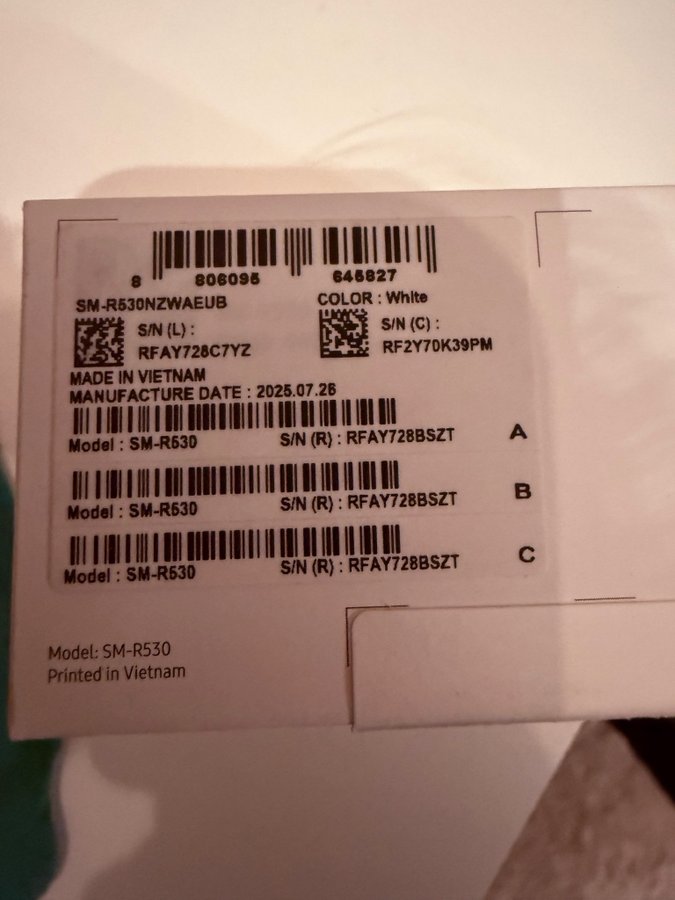 8 806095 645827
SM-R530NZWAEUB COLOR : White
S/N (L) : S/N (C) :
RFAY728C7YZ RF2Y70K39PM
MADE IN VIETNAM
MANUFACTURE DATE : 2025.07.26
Model : SM-R530 S/N (R) : RFAY728BSZT A
Model : SM-R530 S/N (R) : RFAY728BSZT B
Model : SM-R530 S/N (R) : RFAY728BSZT C
Model: SM-R530
Printed in Vietnam